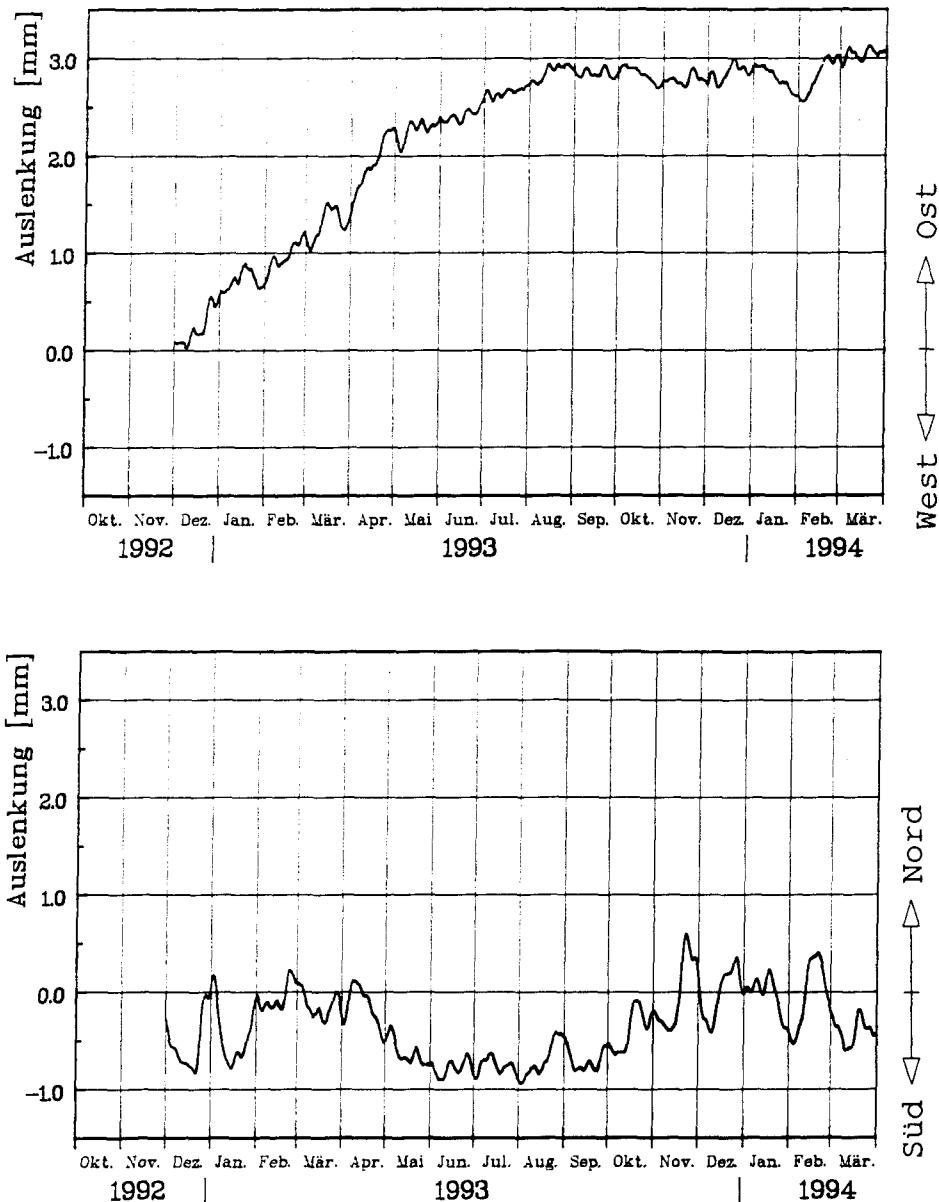 Auslenkung [mm]
3.0
2.0
1.0
0.0
-1.0
Okt. Nov. Dez. Jan. Feb. Mär. Apr. Mai Jun. Jul. Aug. Sep. Okt. Nov. Dez. Jan. Feb. Mär.
1992 1993 1994
West Ost
Auslenkung [mm]
3.0
2.0
1.0
0.0
-1.0
Okt. Nov. Dez. Jan. Feb. Mär. Apr. Mai Jun. Jul. Aug. Sep. Okt. Nov. Dez. Jan. Feb. Mär.
1992 1993 1994
Süd Nord